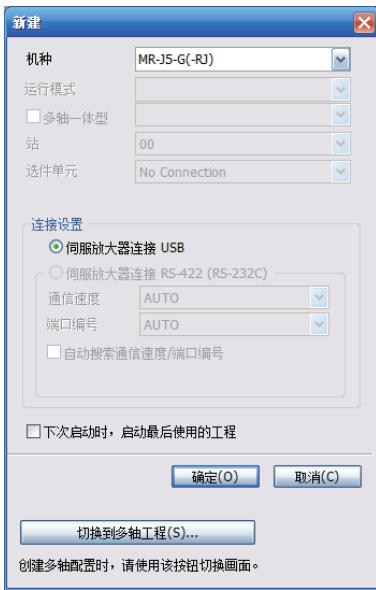 新建
机种 MR-J5-G(-RJ)
运行模式
多轴一体型
站 00
选件单元 No Connection
连接设置
伺服放大器连接 USB
伺服放大器连接 RS-422 (RS-232C)
通信速度 AUTO
端口编号 AUTO
自动搜索通信速度/端口编号
下次启动时，启动最后使用的工程
确定(O) 取消(C)
切换到多轴工程(S)...
创建多轴配置时，请使用该按钮切换画面。